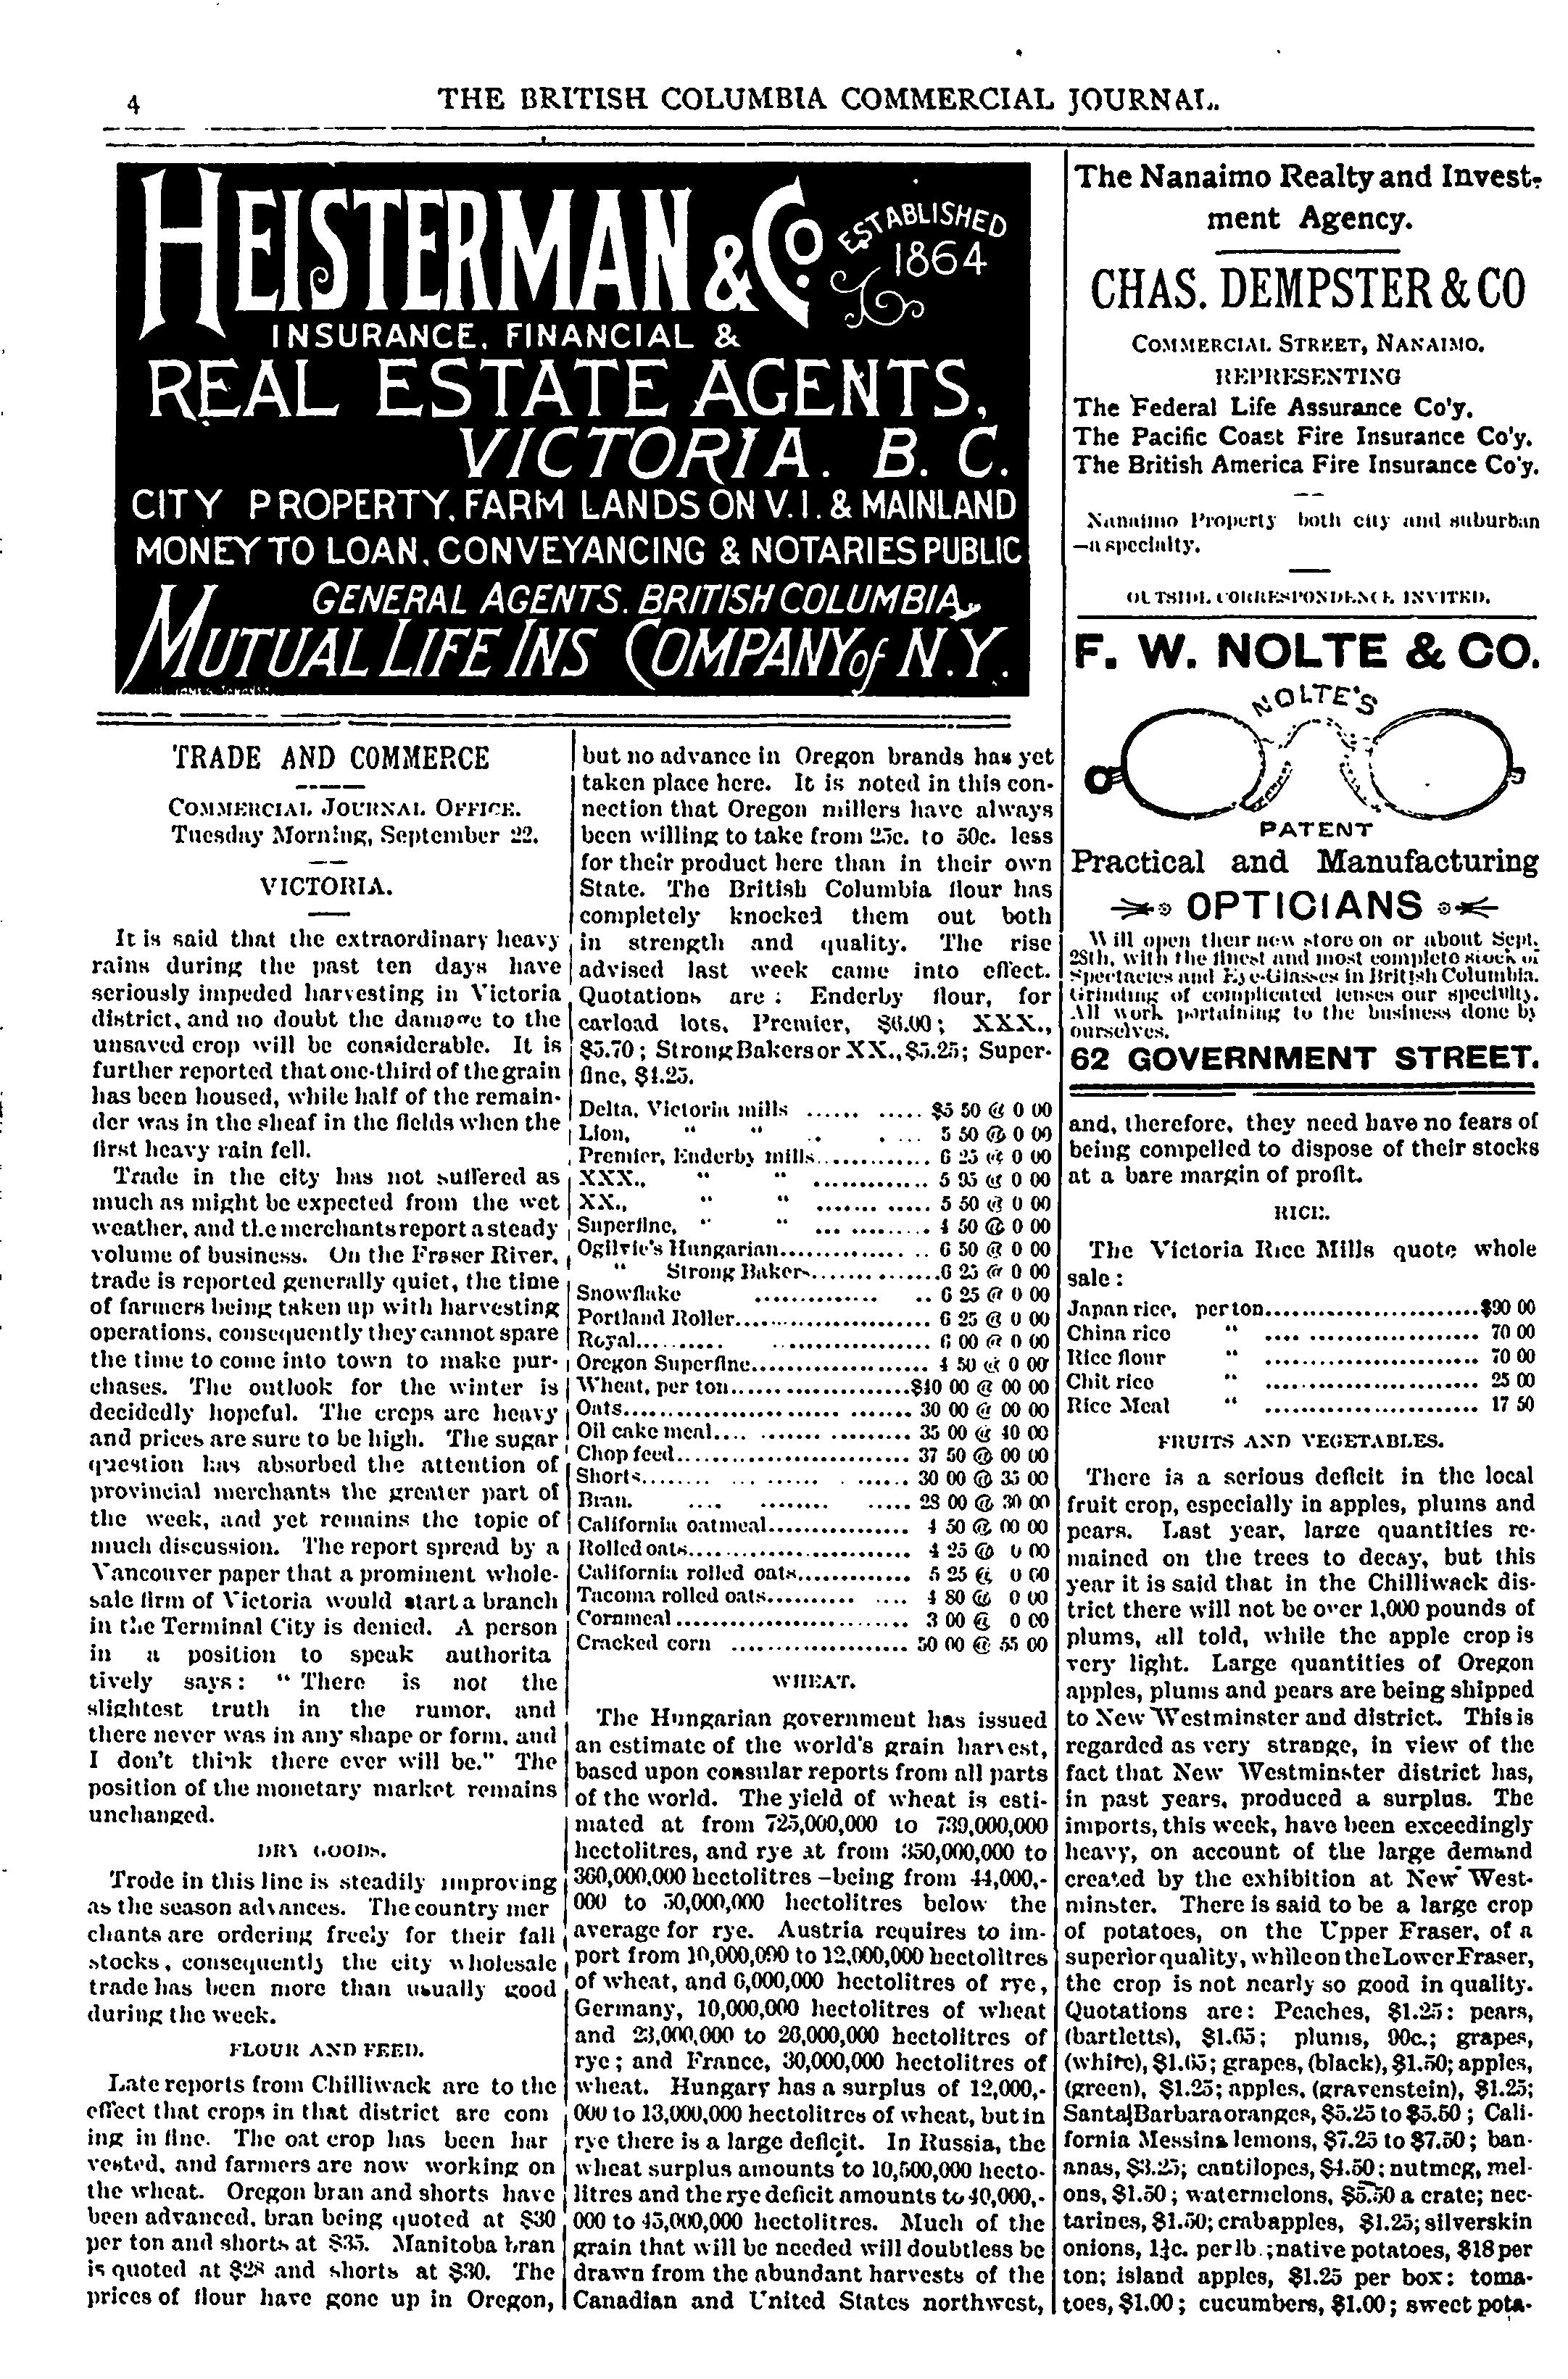 4
THE BRITISH COLUMBIA COMMERCIAL JOURNAL.
HEISTERMAN & Co.
ESTABLISHED
1864
INSURANCE, FINANCIAL &
REAL ESTATE AGENTS,
VICTORIA. B. C.
CITY PROPERTY, FARM LANDS ON V.I. & MAINLAND
MONEY TO LOAN, CONVEYANCING & NOTARIES PUBLIC
GENERAL AGENTS. BRITISH COLUMBIA,
MUTUAL LIFE INS COMPANY of N.Y.
TRADE AND COMMERCE
COMMERCIAL JOURNAL OFFICE.
Tuesday Morning, September 22.
VICTORIA.
It is said that the extraordinary heavy
rains during the past ten days have
seriously impeded harvesting in Victoria
district, and no doubt the damage to the
unsaved crop will be considerable. It is
further reported that one-third of the grain
has been housed, while half of the remain-
der was in the sheaf in the fields when the
first heavy rain fell.
Trade in the city has not suffered as
much as might be expected from the wet
weather, and the merchants report a steady
volume of business. On the Fraser River,
trade is reported generally quiet, the time
of farmers being taken up with harvesting
operations, consequently they cannot spare
the time to come into town to make pur-
chases. The outlook for the winter is
decidedly hopeful. The crops are heavy
and prices are sure to be high. The sugar
question has absorbed the attention of
provincial merchants the greater part of
the week, and yet remains the topic of
much discussion. The report spread by a
Vancouver paper that a prominent whole-
sale firm of Victoria would start a branch
in the Terminal City is denied. A person
in a position to speak authorita
tively says: "There is not the
slightest truth in the rumor, and
there never was in any shape or form, and
I don't think there ever will be." The
position of the monetary market remains
unchanged.
DRY GOODS.
Trode in this line is steadily improving
as the season advances. The country mer
chants are ordering freely for their fall
stocks, consequently the city wholesale
trade has been more than usually good
during the week.
FLOUR AND FEED.
Late reports from Chilliwack are to the
effect that crops in that district are com
ing in fine. The oat crop has been har
vested, and farmers are now working on
the wheat. Oregon bran and shorts have
been advanced, bran being quoted at $30
per ton and shorts at $35. Manitoba bran
is quoted at $28 and shorts at $30. The
prices of flour have gone up in Oregon,
but no advance in Oregon brands has yet
taken place here. It is noted in this con-
nection that Oregon millers have always
been willing to take from 25c. to 50c. less
for their product here than in their own
State. The British Columbia flour has
completely knocked them out both
in strength and quality. The rise
advised last week came into effect.
Quotations are: Enderby flour, for
carload lots, Premier, $6.00; XXX.,
$5.70; Strong Bakers or XX., $5.25; Super-
fine, $4.25.
Delta, Victoria mills ........... $5 50 @ 0 00
Lion, " " ..... 5 50 @ 0 00
Premier, Enderby mills............. 6 25 @ 0 00
XXX., " " ............. 5 95 @ 0 00
XX., " " ............ 5 50 @ 0 00
Superfine, " " ............ 4 50 @ 0 00
Ogilvie's Hungarian................ 6 50 @ 0 00
" Strong Bakers..............6 25 @ 0 00
Snowflake ................ 6 25 @ 0 00
Portland Roller...................... 6 25 @ 0 00
Royal.......................... 6 00 @ 0 00
Oregon Superfine.................... 4 50 @ 0 00
Wheat, per ton....................$40 00 @ 00 00
Oats............................... 30 00 @ 00 00
Oil cake meal..................... 35 00 @ 40 00
Chop feed.......................... 37 50 @ 00 00
Shorts.................... 30 00 @ 35 00
Bran. ................. 28 00 @ 30 00
California oatmeal................ 4 50 @ 00 00
Rolled oats......................... 4 25 @ 0 00
California rolled oats............. 5 25 @ 0 00
Tacoma rolled oats................ 4 80 @ 0 00
Cornmeal.......................... 3 00 @ 0 00
Cracked corn .................... 50 00 @ 55 00
WHEAT.
The Hungarian government has issued
an estimate of the world's grain harvest,
based upon consular reports from all parts
of the world. The yield of wheat is esti-
mated at from 725,000,000 to 739,000,000
hectolitres, and rye at from 350,000,000 to
360,000,000 hectolitres—being from 44,000,-
000 to 50,000,000 hectolitres below the
average for rye. Austria requires to im-
port from 10,000,000 to 12,000,000 hectolitres
of wheat, and 6,000,000 hectolitres of rye,
Germany, 10,000,000 hectolitres of wheat
and 23,000,000 to 26,000,000 hectolitres of
rye; and France, 30,000,000 hectolitres of
wheat. Hungary has a surplus of 12,000,-
000 to 13,000,000 hectolitres of wheat, but in
rye there is a large deficit. In Russia, the
wheat surplus amounts to 10,500,000 hecto-
litres and the rye deficit amounts to 40,000,-
000 to 45,000,000 hectolitres. Much of the
grain that will be needed will doubtless be
drawn from the abundant harvests of the
Canadian and United States northwest,
The Nanaimo Realty and Invest-
ment Agency.
CHAS. DEMPSTER & CO
COMMERCIAL STREET, NANAIMO.
REPRESENTING
The Federal Life Assurance Co'y.
The Pacific Coast Fire Insurance Co'y.
The British America Fire Insurance Co'y.
Nanaimo Property both city and suburban
—a specialty.
OUTSIDE CORRESPONDENCE INVITED.
F. W. NOLTE & CO.
NOLTE'S
PATENT
Practical and Manufacturing
OPTICIANS
Will open their new store on or about Sept.
28th, with the finest and most complete stock of
Spectacles and Eye-Glasses in British Columbia.
Grinding of complicated lenses our specialty.
All work pertaining to the business done by
ourselves.
62 GOVERNMENT STREET.
and, therefore, they need have no fears of
being compelled to dispose of their stocks
at a bare margin of profit.
RICE.
The Victoria Rice Mills quote whole
sale:
Japan rice, per ton........................$90 00
China rice " ....................... 70 00
Rice flour " ....................... 70 00
Chit rice " ....................... 25 00
Rice Meal " ....................... 17 50
FRUITS AND VEGETABLES.
There is a serious deficit in the local
fruit crop, especially in apples, plums and
pears. Last year, large quantities re-
mained on the trees to decay, but this
year it is said that in the Chilliwack dis-
trict there will not be over 1,000 pounds of
plums, all told, while the apple crop is
very light. Large quantities of Oregon
apples, plums and pears are being shipped
to New Westminster and district. This is
regarded as very strange, in view of the
fact that New Westminster district has,
in past years, produced a surplus. The
imports, this week, have been exceedingly
heavy, on account of the large demand
created by the exhibition at New West-
minster. There is said to be a large crop
of potatoes, on the Upper Fraser, of a
superior quality, while on the Lower Fraser,
the crop is not nearly so good in quality.
Quotations are: Peaches, $1.25: pears,
(bartletts), $1.65; plums, 90c.; grapes,
(white), $1.65; grapes, (black), $1.50; apples,
(green), $1.25; apples, (gravenstein), $1.25;
Santa Barbara oranges, $5.25 to $5.50; Cali-
fornia Messina lemons, $7.25 to $7.50; ban-
anas, $3.25; cantilopes, $4.50; nutmeg, mel-
ons, $1.50; watermelons, $5.50 a crate; nec-
tarines, $1.50; crabapples, $1.25; silverskin
onions, 1½c. per lb.; native potatoes, $18 per
ton; island apples, $1.25 per box: toma-
toes, $1.00; cucumbers, $1.00; sweet pota-